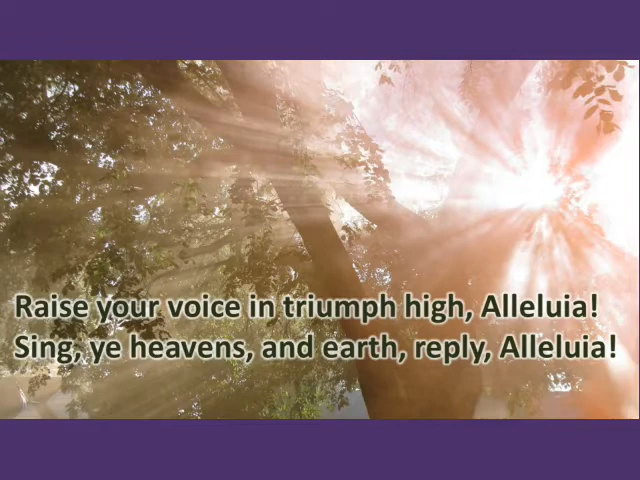 Raise your voice in triumph high, Alleluia!
Sing, ye heavens, and earth, reply, Alleluia!